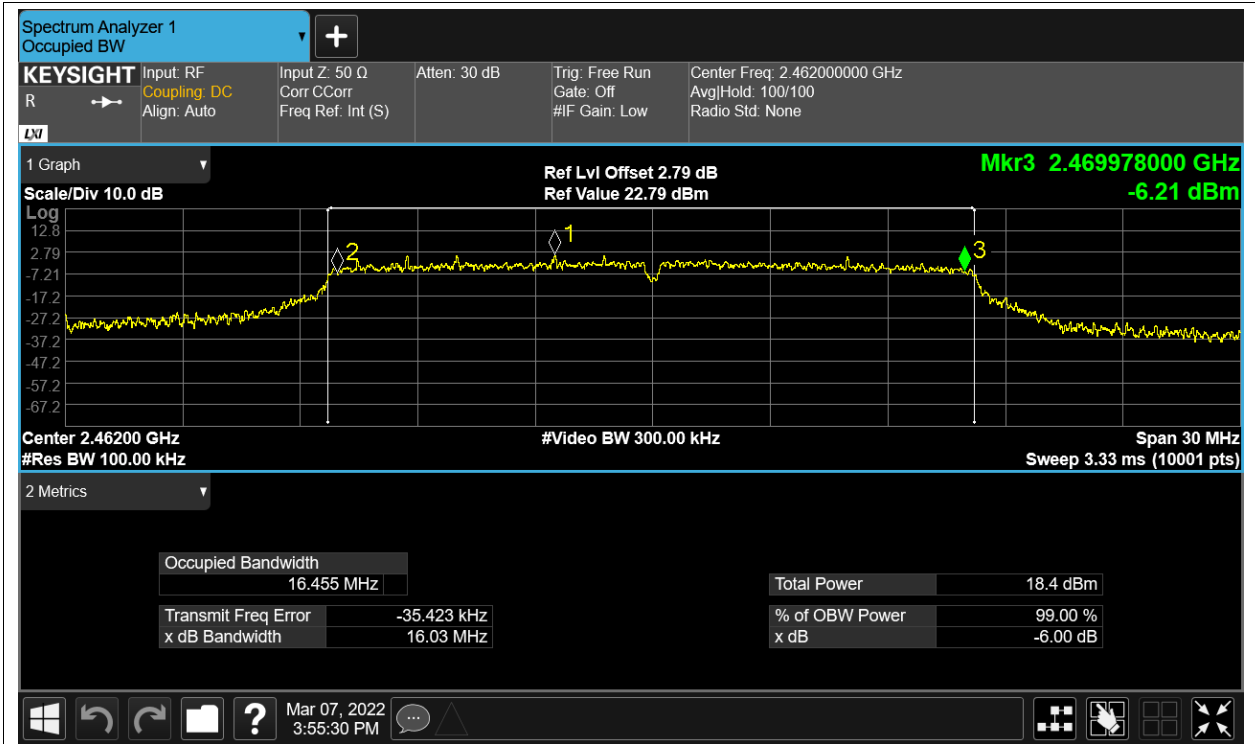 Spectrum Analyzer 1
Occupied BW
KEYSIGHT
R
LXI
Input: RF
Coupling: DC
Align: Auto
Input Z: 50 Ω
Corr CCorr
Freq Ref: Int (S)
Atten: 30 dB
Trig: Free Run
Gate: Off
#IF Gain: Low
Center Freq: 2.462000000 GHz
Avg|Hold: 100/100
Radio Std: None
1 Graph
Scale/Div 10.0 dB
Ref Lvl Offset 2.79 dB
Ref Value 22.79 dBm
Mkr3 2.469978000 GHz
-6.21 dBm
Log
12.8
2.79
-7.21
-17.2
-27.2
-37.2
-47.2
-57.2
-67.2
2
1
3
Center 2.46200 GHz
#Res BW 100.00 kHz
#Video BW 300.00 kHz
Span 30 MHz
Sweep 3.33 ms (10001 pts)
2 Metrics
Occupied Bandwidth
16.455 MHz
Transmit Freq Error -35.423 kHz
x dB Bandwidth 16.03 MHz
Total Power 18.4 dBm
% of OBW Power 99.00 %
x dB -6.00 dB
?
Mar 07, 2022
3:55:30 PM